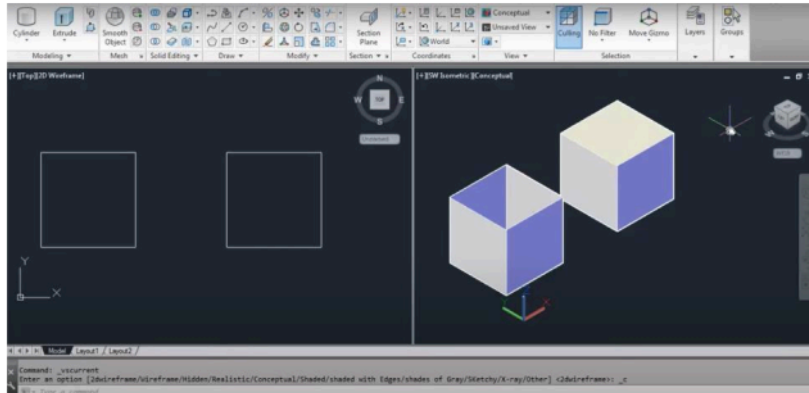 Cylinder
Extrude
Smooth Object
Section Plane
Conceptual
Unsaved View
World
Culling
No Filter
Move Gizmo
Layers
Groups
Modeling
Mesh
Solid Editing
Draw
Modify
Section
Coordinates
View
Selection
[+][Top][2D Wireframe]
N
W TOP E
S
Y
X
[+][SW Isometric][Conceptual]
X
Model Layout1 Layout2
Command: _vscurrent
Enter an option [2dwireframe/Wireframe/Hidden/Realistic/Conceptual/Shaded/shaded with Edges/shades of Gray/SKetchy/X-ray/Other] <2dwireframe>: _c
Type a command